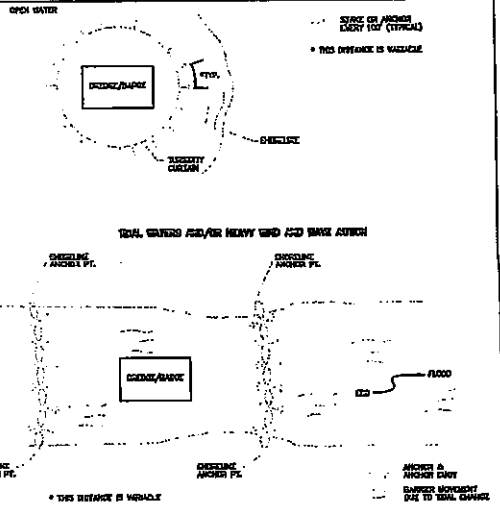 OPEN WATER
STAKE OR ANCHOR
EVERY 100' (TYPICAL)
* THIS DISTANCE IS VARIABLE
*TYP.
DREDGE/BARGE
SHORELINE
TURBIDITY
CURTAIN
TIDAL WATERS AND/OR HEAVY WIND AND WAVE ACTION
SHORELINE
ANCHOR PT.
SHORELINE
ANCHOR PT.
DREDGE/BARGE
FLOOD
EBB
PT.
SHORELINE
ANCHOR PT.
ANCHOR &
ANCHOR BUOY
* THIS DISTANCE IS VARIABLE
BARRIER MOVEMENT
DUE TO TIDAL CHANGE